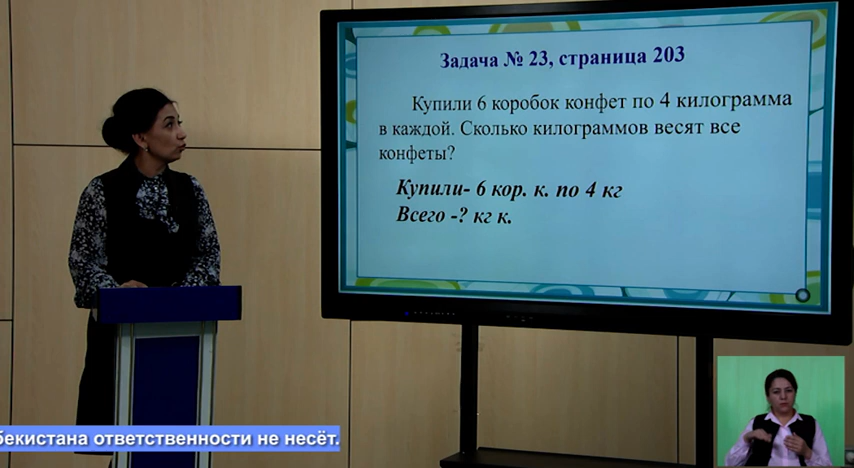 Задача № 23, страница 203
Купили 6 коробок конфет по 4 килограмма
в каждой. Сколько килограммов весят все
конфеты?
Купили- 6 кор. к. по 4 кг
Всего -? кг к.
бекистана ответственности не несёт.